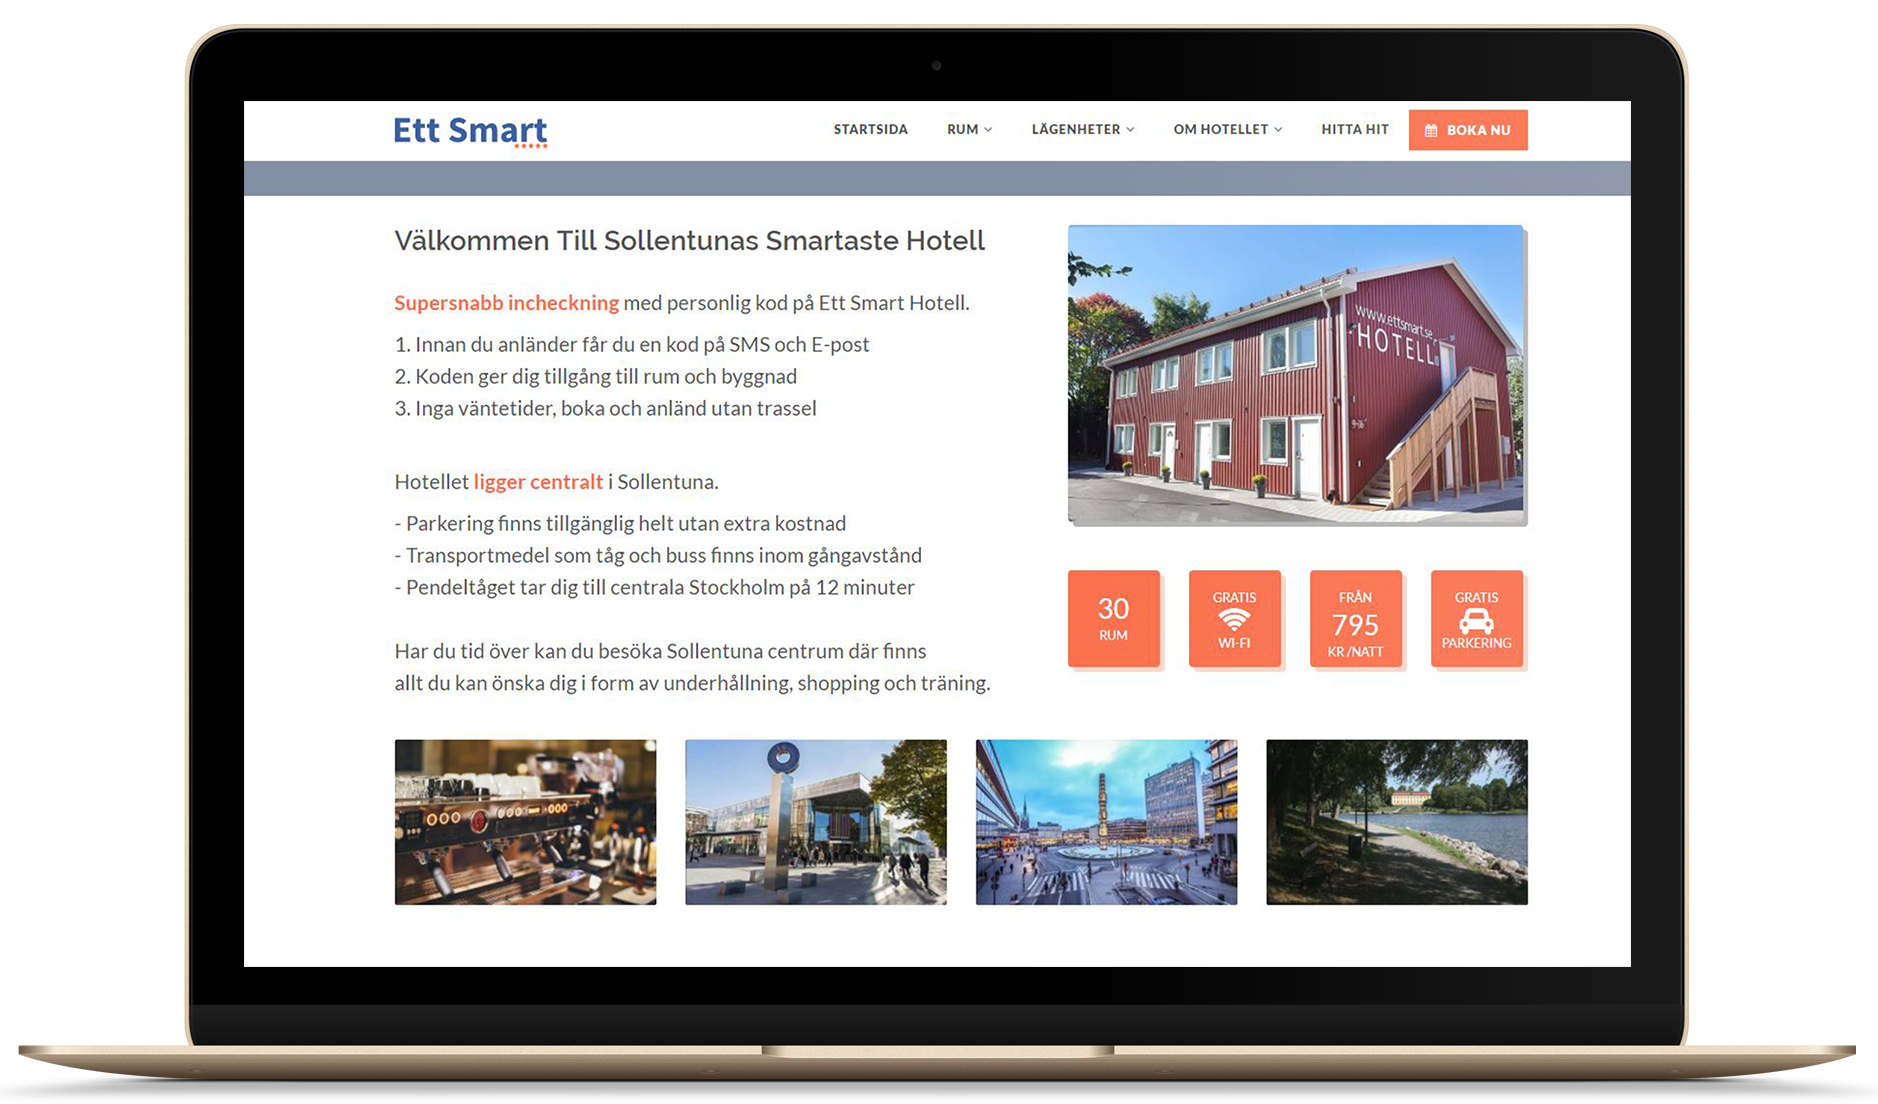 Ett Smart
STARTSIDA
RUM
LÄGENHETER
OM HOTELLET
HITTA HIT
BOKA NU
Välkommen Till Sollentunas Smartaste Hotell
Supersnabb incheckning med personlig kod på Ett Smart Hotell.
1. Innan du anländer får du en kod på SMS och E-post
2. Koden ger dig tillgång till rum och byggnad
3. Inga väntetider, boka och anländ utan trassel
Hotellet ligger centralt i Sollentuna.
- Parkering finns tillgänglig helt utan extra kostnad
- Transportmedel som tåg och buss finns inom gångavstånd
- Pendeltåget tar dig till centrala Stockholm på 12 minuter
Har du tid över kan du besöka Sollentuna centrum där finns
allt du kan önska dig i form av underhållning, shopping och träning.
www.ettsmart.se
HOTELL
30
RUM
GRATIS
WI-FI
FRÅN
795
KR /NATT
GRATIS
PARKERING